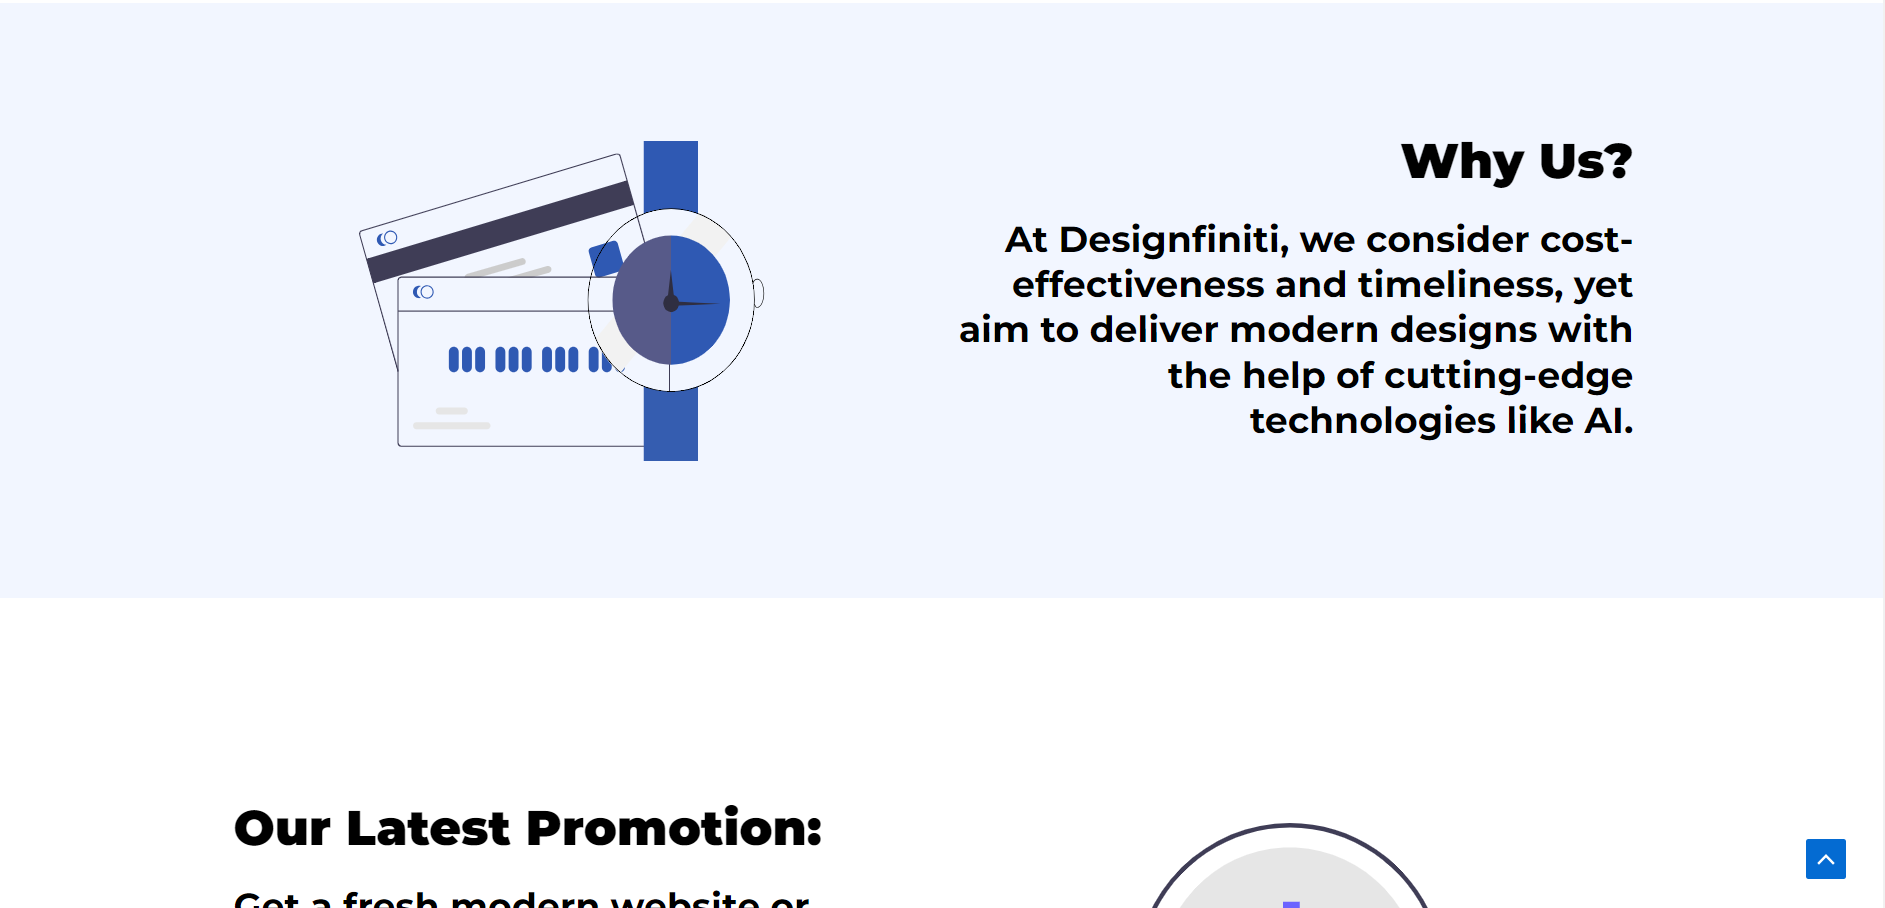 Why Us?
At Designfiniti, we consider cost-
effectiveness and timeliness, yet
aim to deliver modern designs with
the help of cutting-edge
technologies like AI.
Our Latest Promotion:
Get a fresh modern website or